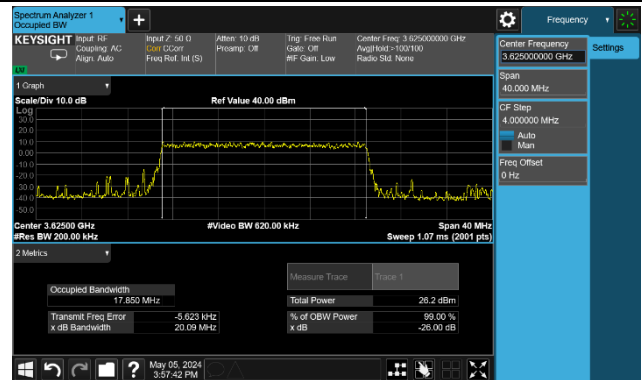 Spectrum Analyzer 1
Occupied BW
Frequency
KEYSIGHT
Input: RF
Coupling: AC
Align: Auto
Input Z: 50 Ω
Corr CCorr
Freq Ref: Int (S)
Atten: 10 dB
Preamp: Off
Trig: Free Run
Gate: Off
#IF Gain: Low
Center Freq: 3.625000000 GHz
Avg|Hold:>100/100
Radio Std: None
Center Frequency
3.625000000 GHz
Settings
Span
40.000 MHz
CF Step
4.000000 MHz
Auto
Man
Freq Offset
0 Hz
1 Graph
Scale/Div 10.0 dB
Ref Value 40.00 dBm
Log
30.0
20.0
10.0
0.00
-10.0
-20.0
-30.0
-40.0
-50.0
Center 3.62500 GHz
#Video BW 620.00 kHz
Span 40 MHz
#Res BW 200.00 kHz
Sweep 1.07 ms (2001 pts)
2 Metrics
Measure Trace
Trace 1
Occupied Bandwidth
17.850 MHz
Total Power
26.2 dBm
Transmit Freq Error
-5.623 kHz
% of OBW Power
99.00 %
x dB Bandwidth
20.09 MHz
x dB
-26.00 dB
May 05, 2024
3:57:42 PM